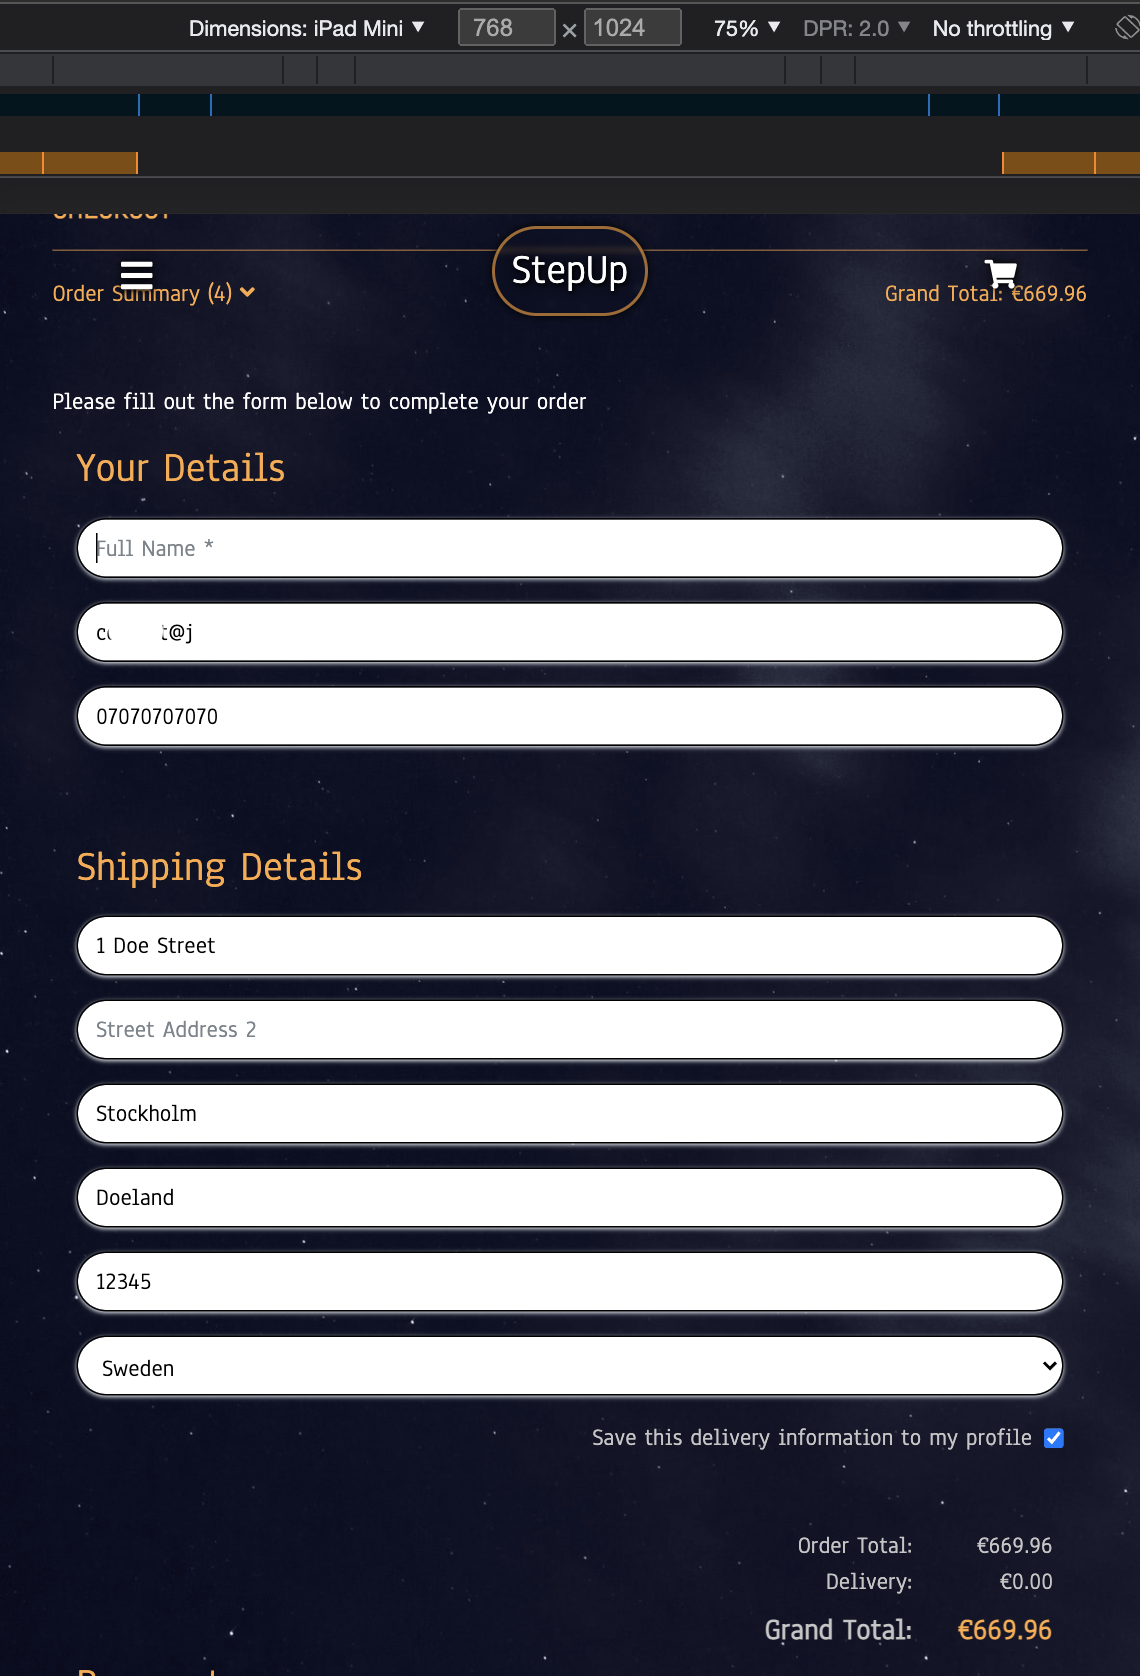 Dimensions: iPad Mini ▼ 768 × 1024 75% ▼ DPR: 2.0 ▼ No throttling ▼
CHECKOUT
StepUp
Order Summary (4) Grand Total: €669.96
Please fill out the form below to complete your order
Your Details
Full Name *
t@j
07070707070
Shipping Details
1 Doe Street
Street Address 2
Stockholm
Doeland
12345
Sweden
Save this delivery information to my profile
Order Total: €669.96
Delivery: €0.00
Grand Total: €669.96